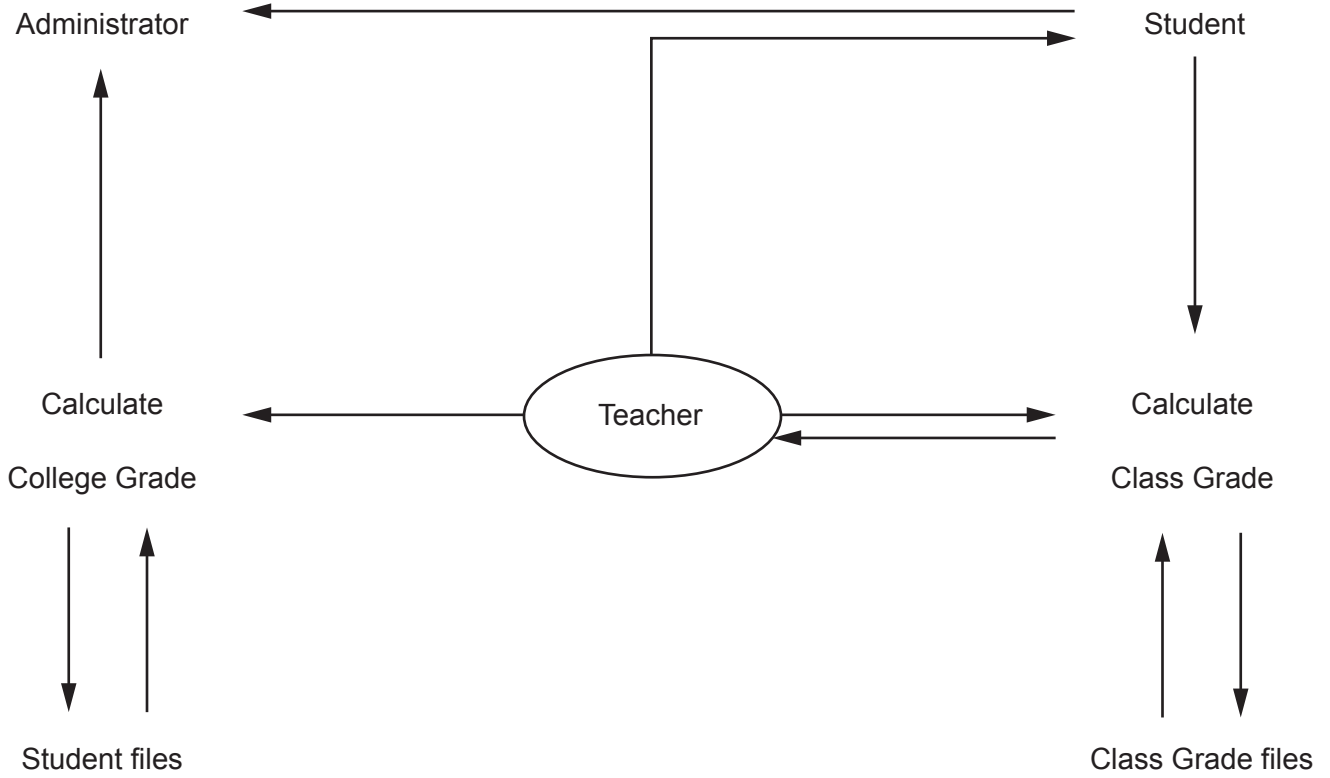 Administrator
Student
Calculate
College Grade
Teacher
Calculate
Class Grade
Student files
Class Grade files